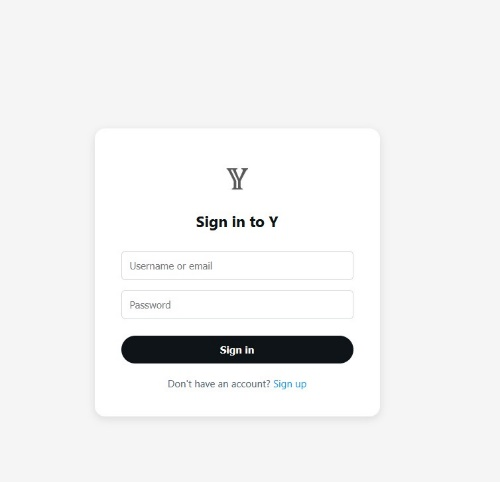 Y
Sign in to Y
Username or email
Password
Sign in
Don't have an account? Sign up